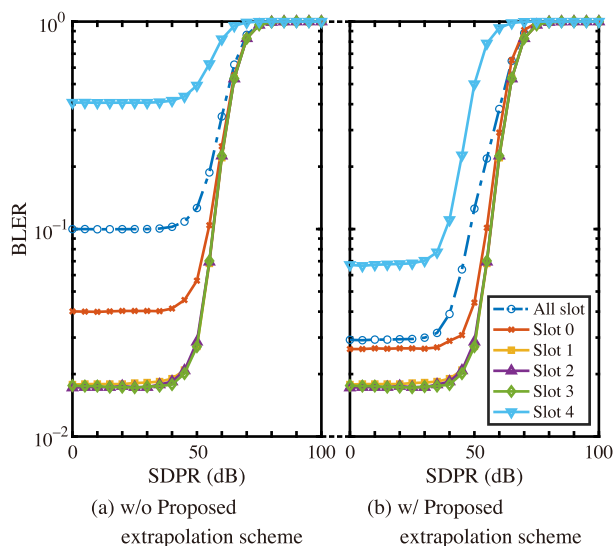 10^0
10^-1
10^-2
BLER
0
50
100
0
50
100
SDPR (dB)
SDPR (dB)
All slot
Slot 0
Slot 1
Slot 2
Slot 3
Slot 4
(a) w/o Proposed
extrapolation scheme
(b) w/ Proposed
extrapolation scheme